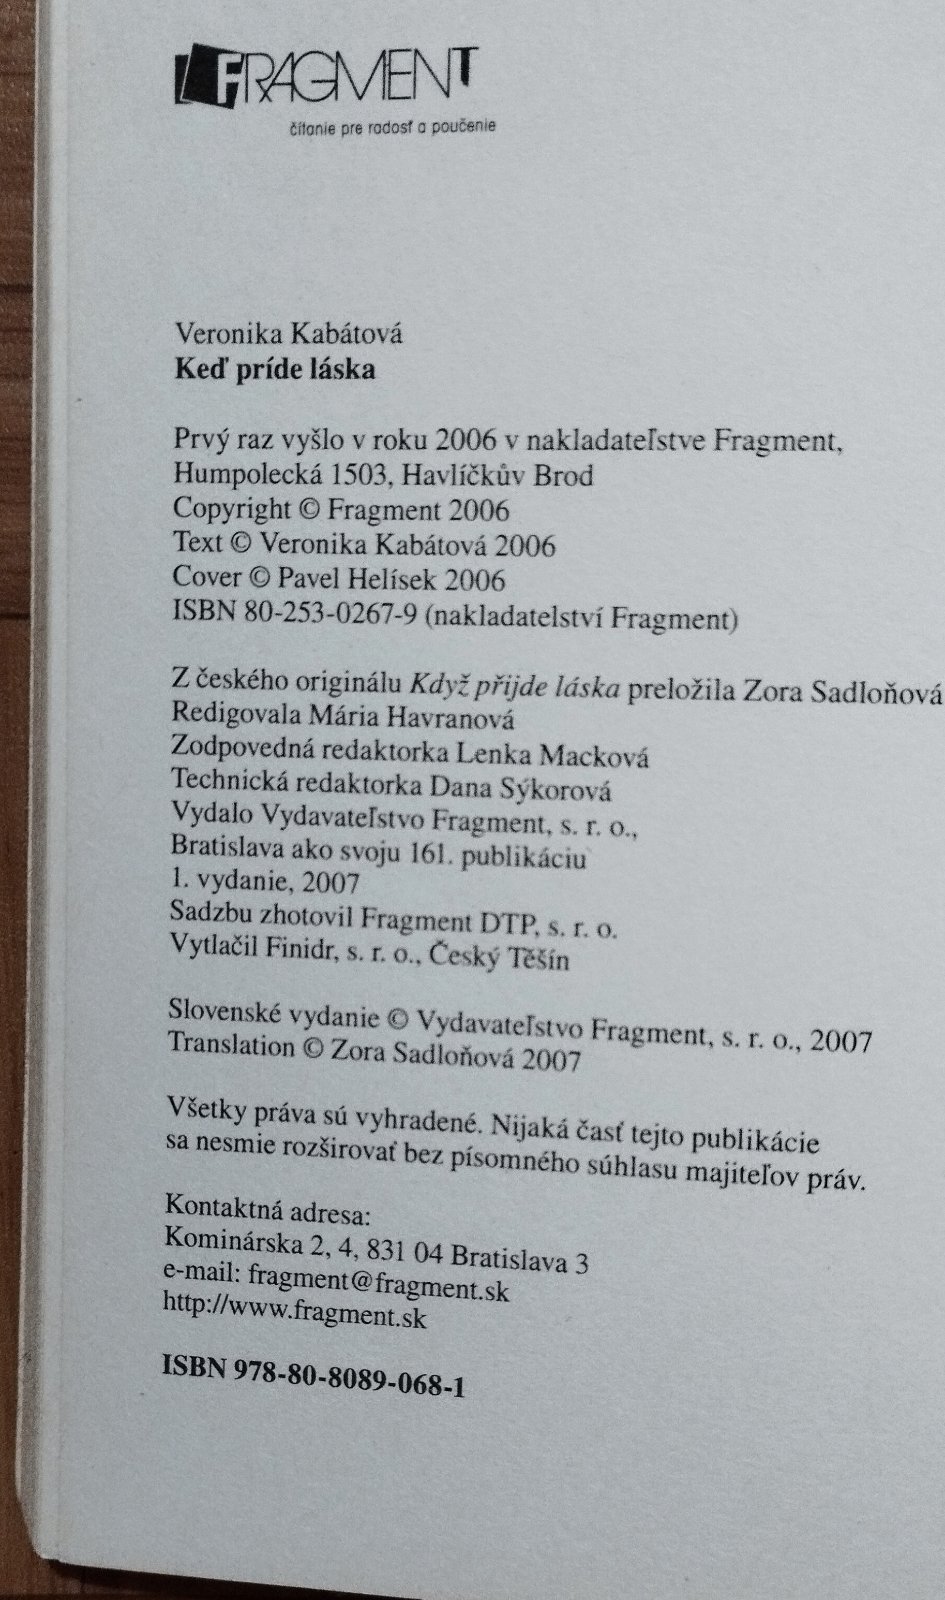 FRAGMENT
čítanie pre radosť a poučenie
Veronika Kabátová
Keď príde láska
Prvý raz vyšlo v roku 2006 v nakladateľstve Fragment,
Humpolecká 1503, Havlíčkův Brod
Copyright © Fragment 2006
Text © Veronika Kabátová 2006
Cover © Pavel Helísek 2006
ISBN 80-253-0267-9 (nakladatelství Fragment)
Z českého originálu Když přijde láska preložila Zora Sadloňová
Redigovala Mária Havranová
Zodpovedná redaktorka Lenka Macková
Technická redaktorka Dana Sýkorová
Vydalo Vydavateľstvo Fragment, s. r. o.,
Bratislava ako svoju 161. publikáciu
1. vydanie, 2007
Sadzbu zhotovil Fragment DTP, s. r. o.
Vytlačil Finidr, s. r. o., Český Těšín
Slovenské vydanie © Vydavateľstvo Fragment, s. r. o., 2007
Translation © Zora Sadloňová 2007
Všetky práva sú vyhradené. Nijaká časť tejto publikácie
sa nesmie rozširovať bez písomného súhlasu majiteľov práv.
Kontaktná adresa:
Kominárska 2, 4, 831 04 Bratislava 3
e-mail: fragment@fragment.sk
http://www.fragment.sk
ISBN 978-80-8089-068-1